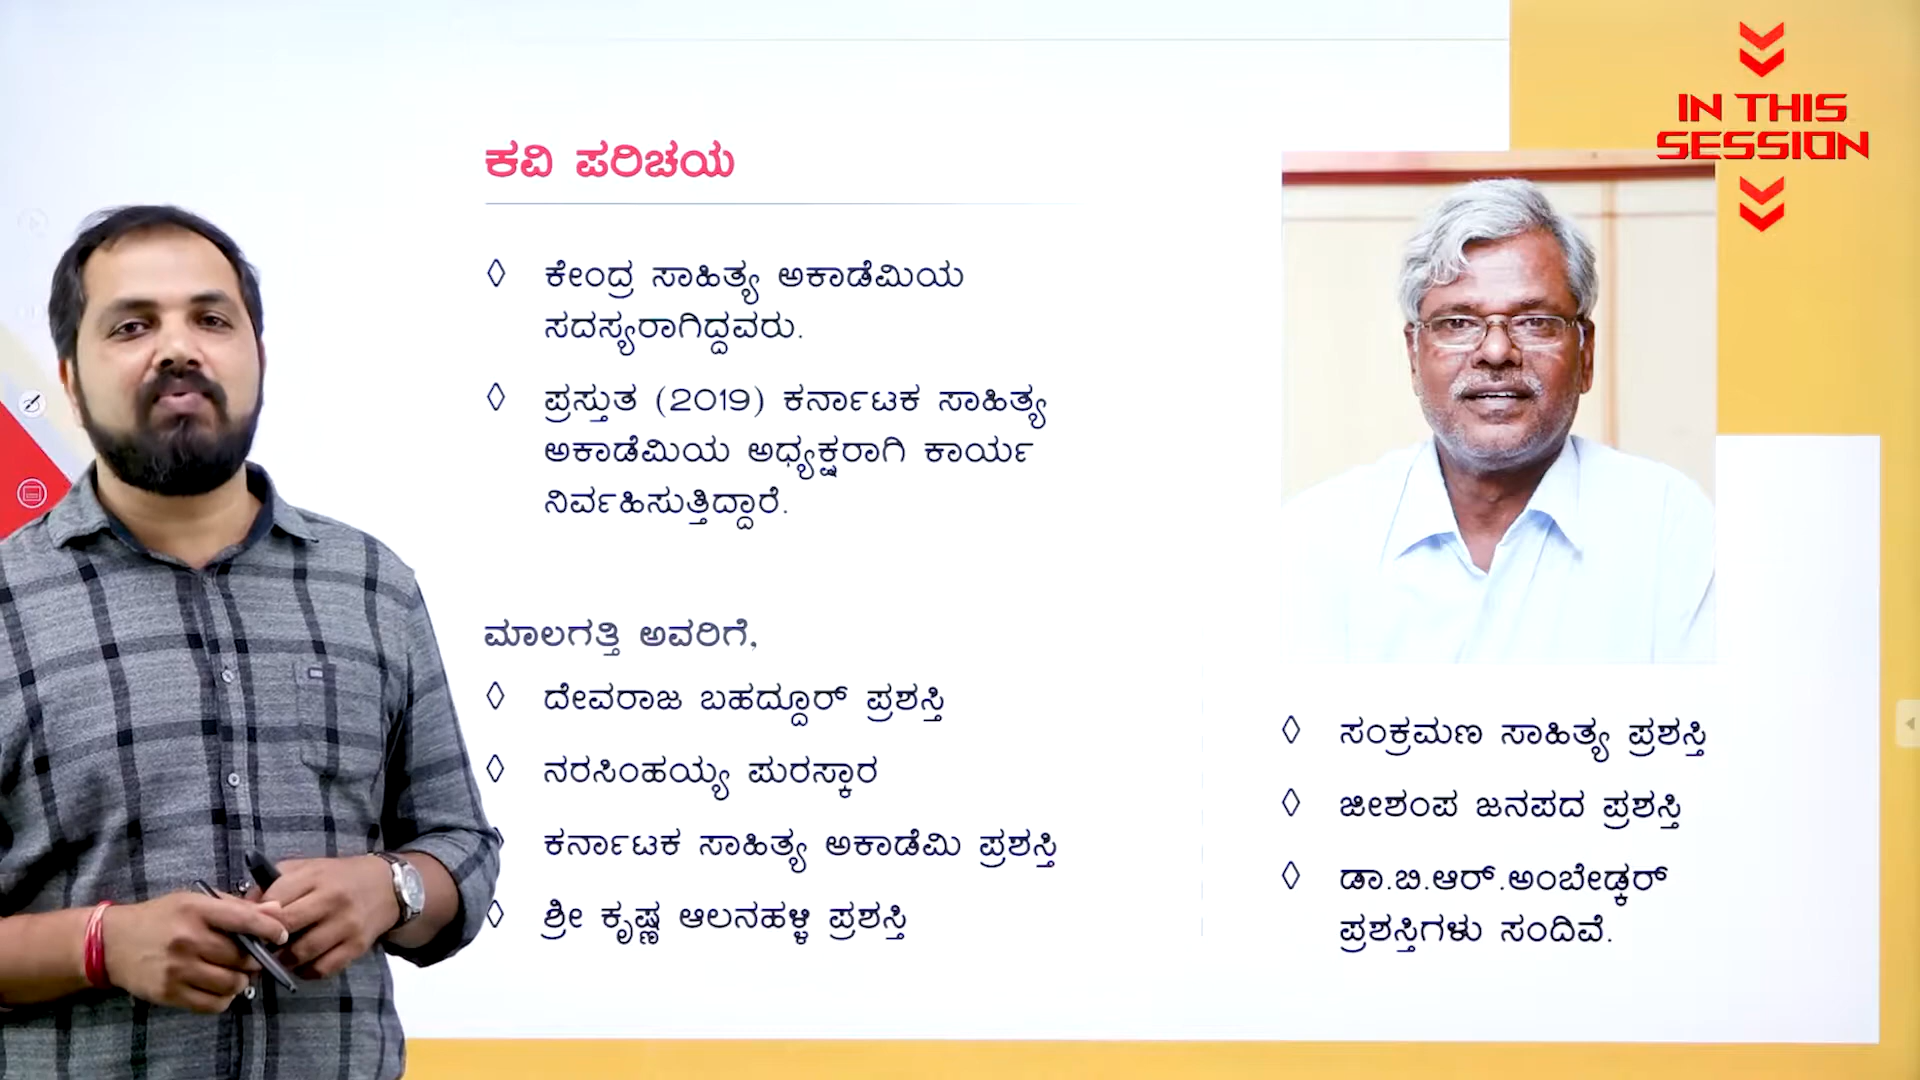 IN THIS
SESSION
ಕವಿ ಪರಿಚಯ
ಕೇಂದ್ರ ಸಾಹಿತ್ಯ ಅಕಾಡೆಮಿಯ
ಸದಸ್ಯರಾಗಿದ್ದವರು.
ಪ್ರಸ್ತುತ (2019) ಕರ್ನಾಟಕ ಸಾಹಿತ್ಯ
ಅಕಾಡೆಮಿಯ ಅಧ್ಯಕ್ಷರಾಗಿ ಕಾರ್ಯ
ನಿರ್ವಹಿಸುತ್ತಿದ್ದಾರೆ.
ಮಾಲಗತ್ತಿ ಅವರಿಗೆ,
ದೇವರಾಜ ಬಹದ್ದೂರ್ ಪ್ರಶಸ್ತಿ
ನರಸಿಂಹಯ್ಯ ಪುರಸ್ಕಾರ
ಕರ್ನಾಟಕ ಸಾಹಿತ್ಯ ಅಕಾಡೆಮಿ ಪ್ರಶಸ್ತಿ
ಶ್ರೀ ಕೃಷ್ಣ ಆಲನಹಳ್ಳಿ ಪ್ರಶಸ್ತಿ
ಸಂಕ್ರಮಣ ಸಾಹಿತ್ಯ ಪ್ರಶಸ್ತಿ
ಜೀಶಂಪ ಜನಪದ ಪ್ರಶಸ್ತಿ
ಡಾ.ಬಿ.ಆರ್.ಅಂಬೇಡ್ಕರ್
ಪ್ರಶಸ್ತಿಗಳು ಸಂದಿವೆ.